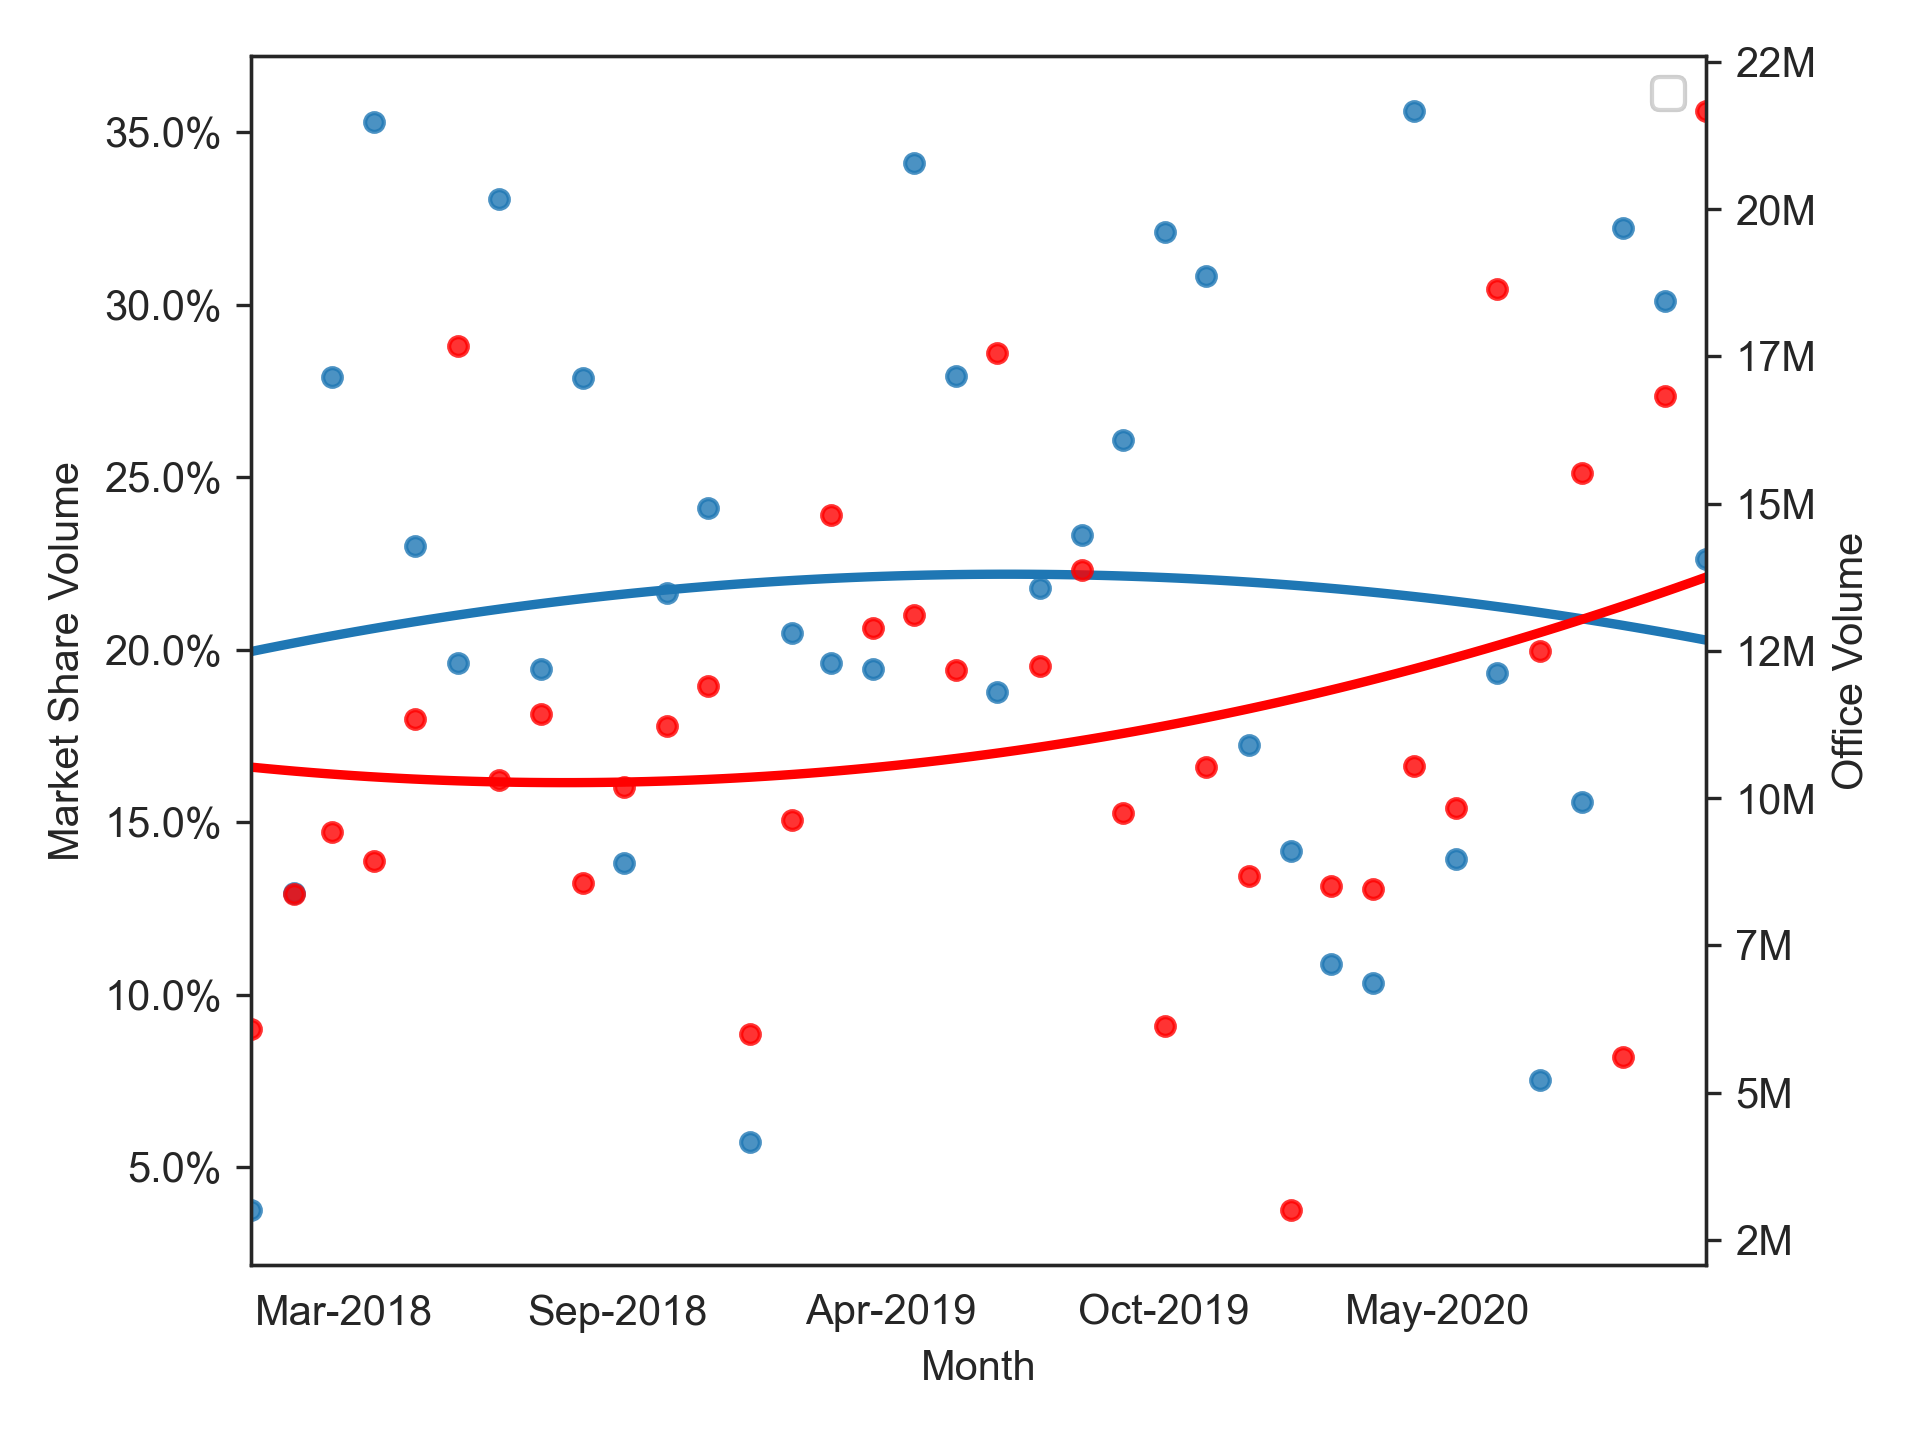 Market Share Volume
35.0%
30.0%
25.0%
20.0%
15.0%
10.0%
5.0%
22M
20M
17M
15M
12M
10M
7M
5M
2M
Office Volume
Mar-2018 Sep-2018 Apr-2019 Oct-2019 May-2020
Month